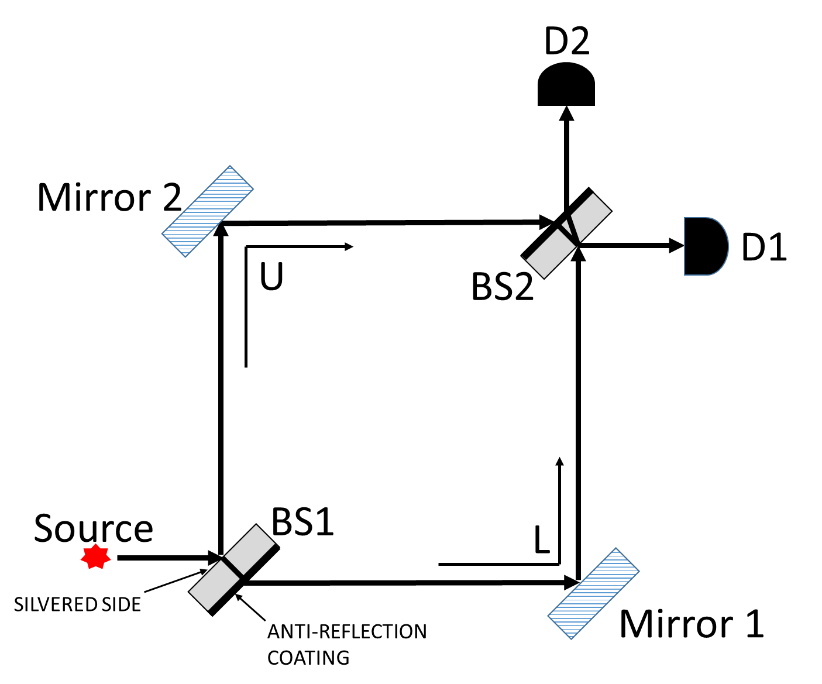 D2
Mirror 2
D1
U
BS2
Source
BS1
L
SILVERED SIDE
ANTI-REFLECTION
COATING
Mirror 1